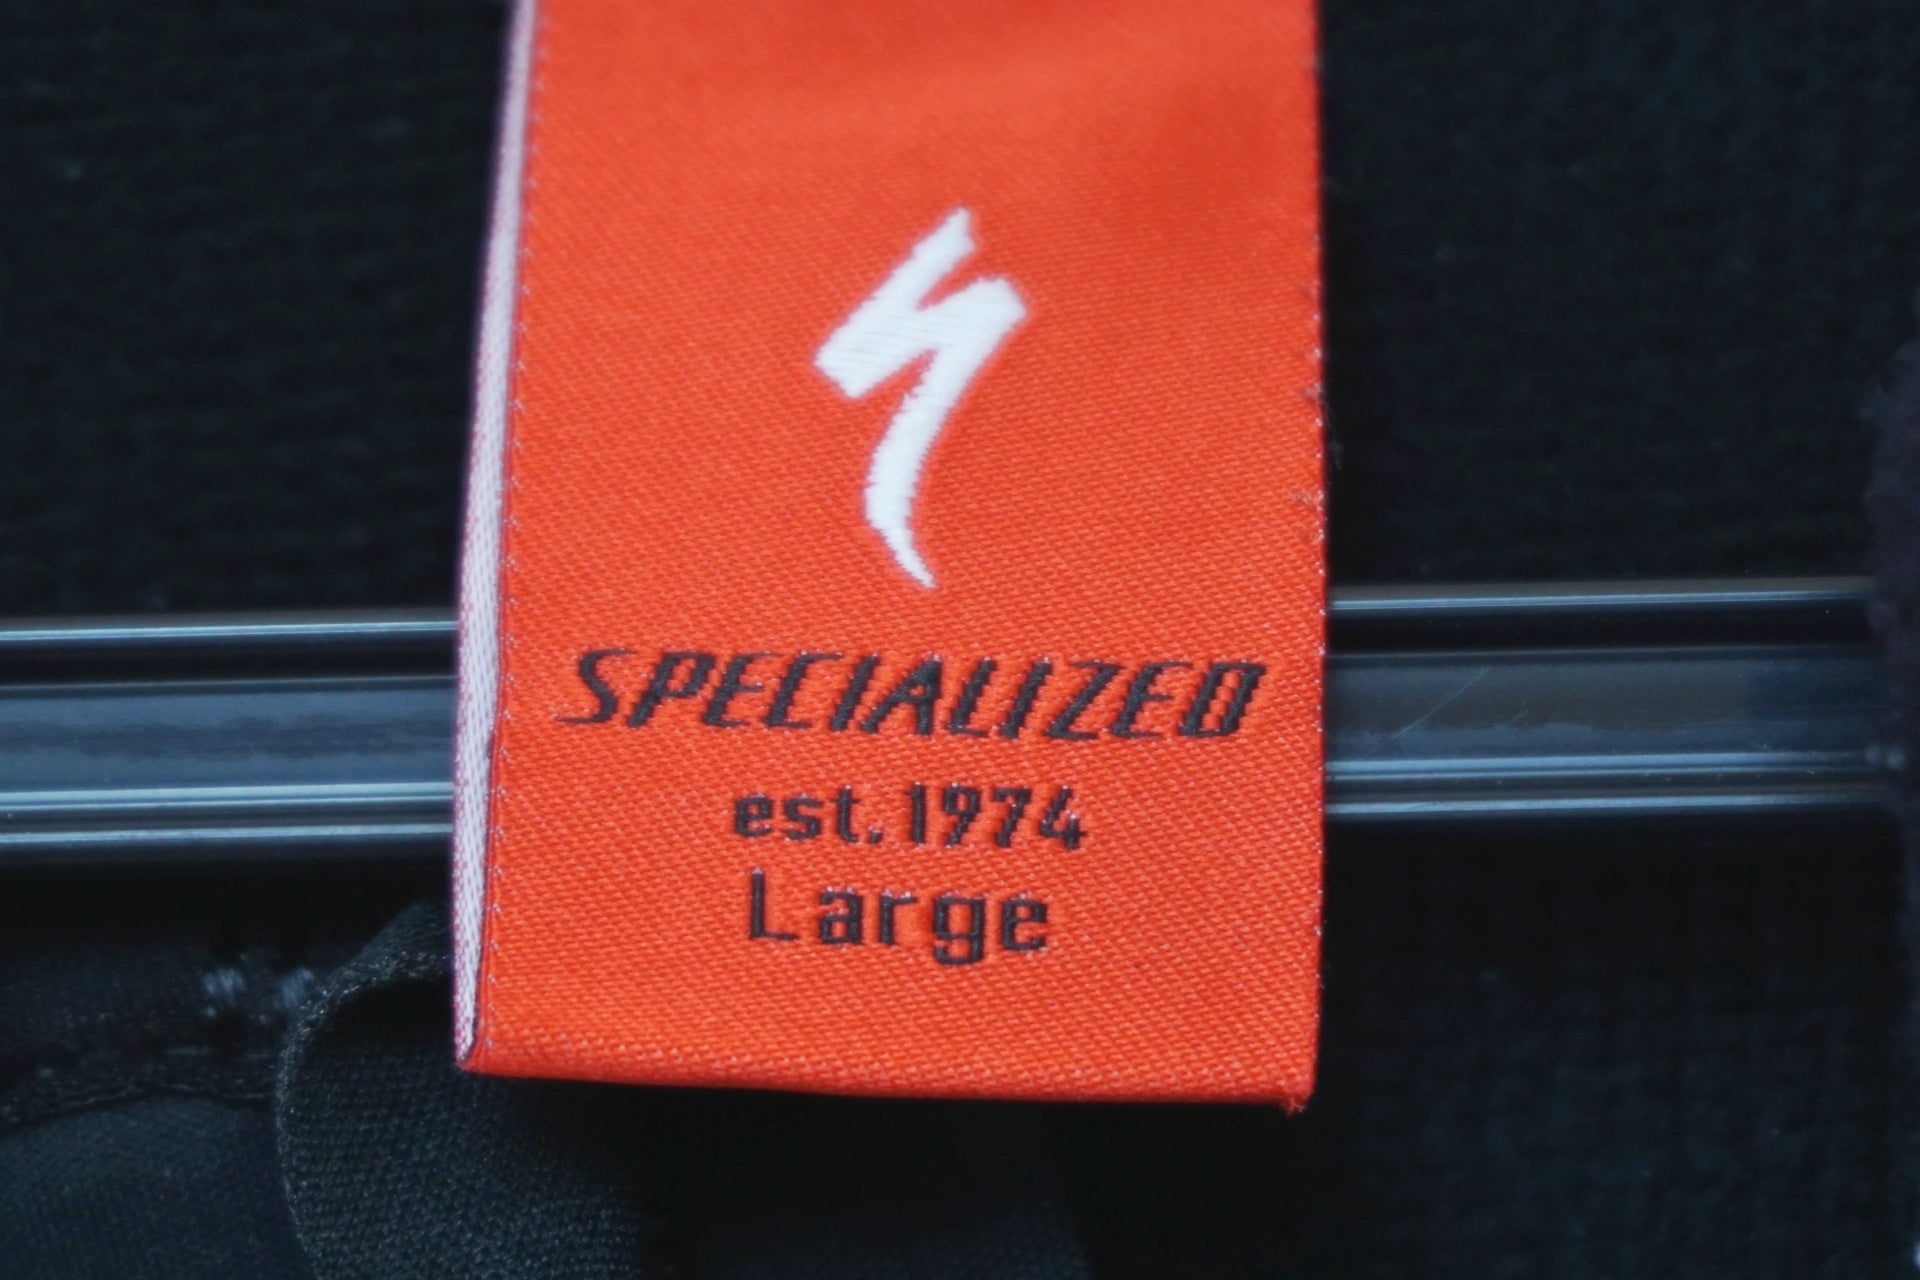 SPECIALIZED
est. 1974
Large